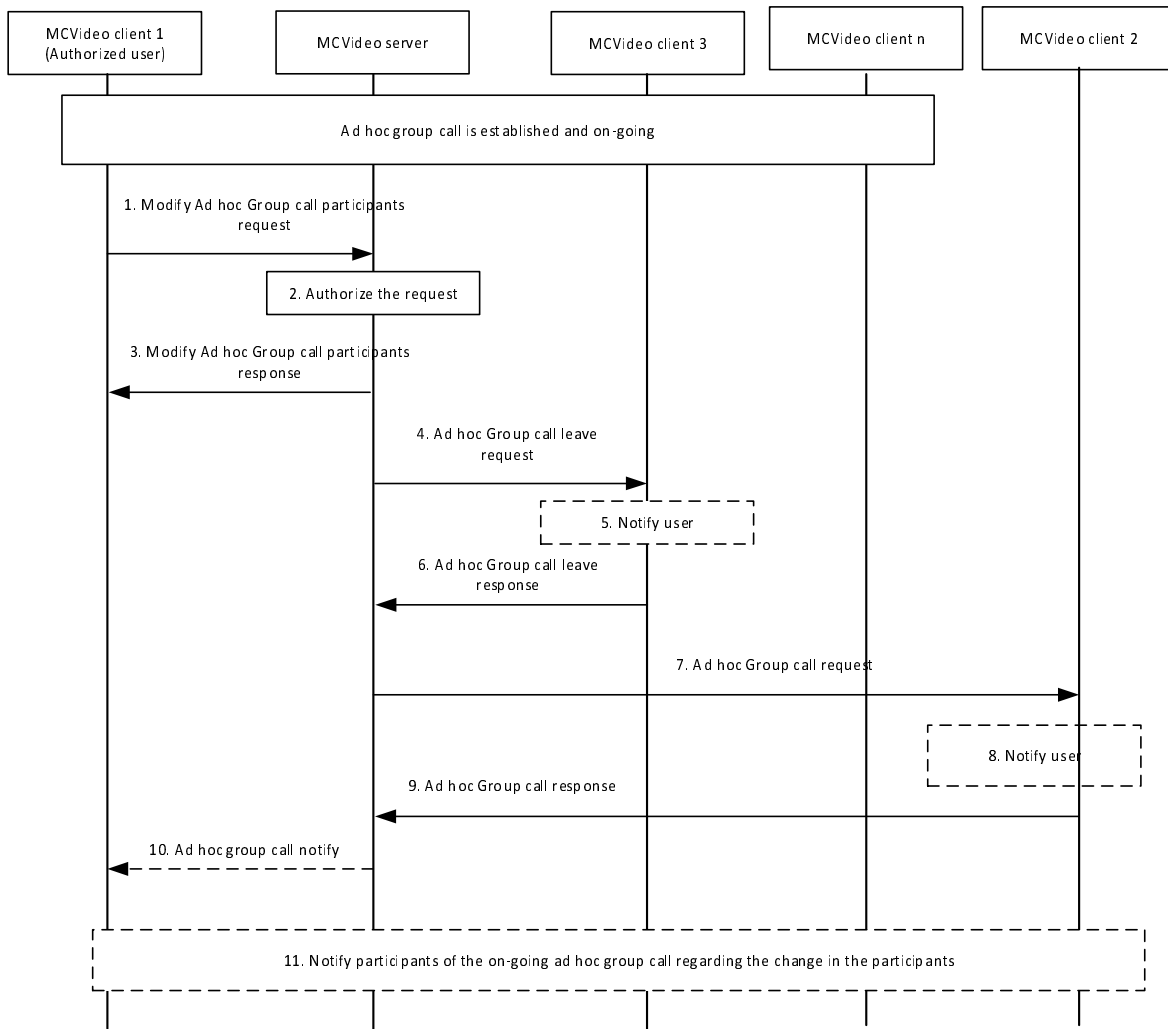 MCVideo client 1
(Authorized user)
MCVideo server
MCVideo client 3
MCVideo client n
MCVideo client 2
Ad hoc group call is established and on-going
1. Modify Ad hoc Group call participants
request
2. Authorize the request
3. Modify Ad hoc Group call participants
response
4. Ad hoc Group call leave
request
5. Notify user
6. Ad hoc Group call leave
response
7. Ad hoc Group call request
8. Notify user
9. Ad hoc Group call response
10. Ad hoc group call notify
11. Notify participants of the on-going ad hoc group call regarding the change in the participants